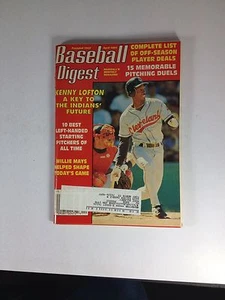 Baseball
Digest
COMPLETE LIST
OF OFF-SEASON
PLAYER DEALS
15 MEMORABLE
PITCHING DUELS
KENNY LOFTON
A KEY TO
THE INDIANS'
FUTURE
10 BEST
LEFT-HANDED
STARTING
PITCHERS OF
ALL TIME
WILLIE MAYS
HELPED SHAPE
TODAY'S GAME
Cleveland